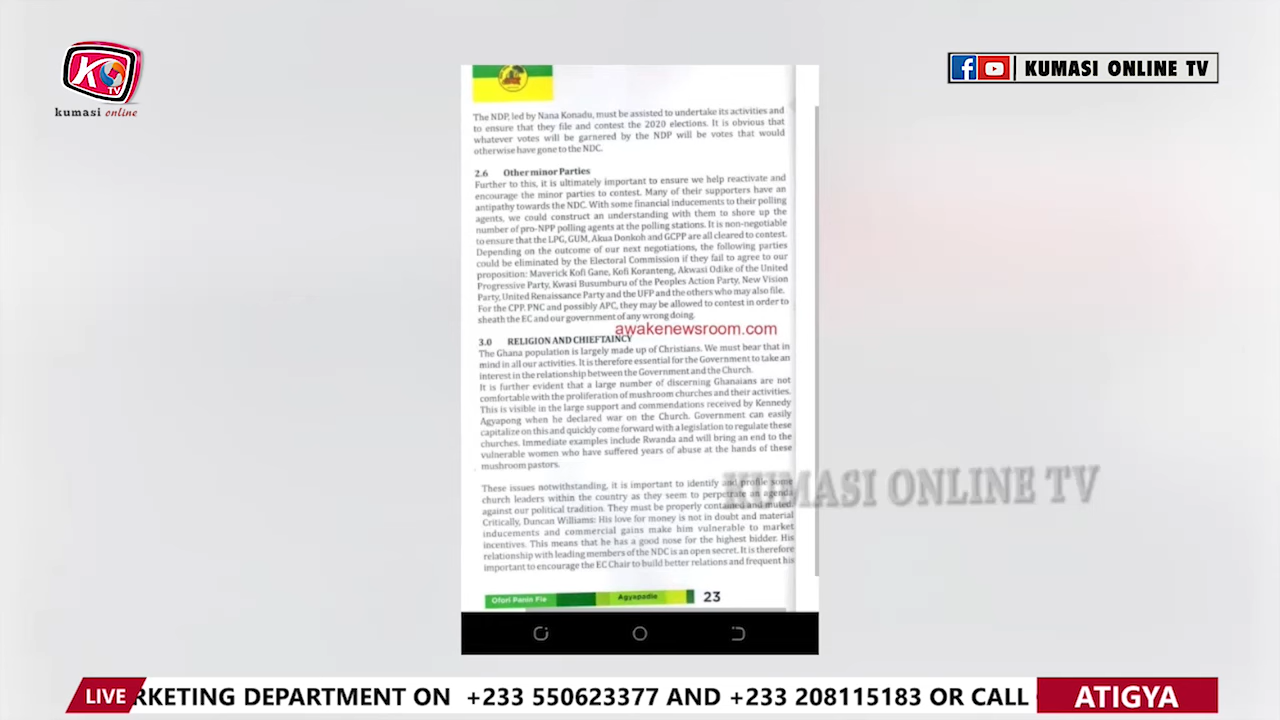 KTV
kumasi online
KUMASI ONLINE TV
The NDP, led by Nana Konadu, must be assisted to undertake its activities and
to ensure that they file and contest the 2020 elections. It is obvious that
whatever votes will be garnered by the NDP will be votes that would
otherwise have gone to the NDC.
2.6 Other minor Parties
Further to this, it is ultimately important to ensure we help reactivate and
encourage the minor parties to contest. Many of their supporters have an
antipathy towards the NDC. With some financial inducements to their polling
agents, we could construct an understanding with them to shore up the
number of pro-NPP polling agents at the polling stations. It is non-negotiable
to ensure that the LPG, GUM, Akua Donkoh and GCPP are all cleared to contest.
Depending on the outcome of our next negotiations, the following parties
could be eliminated by the Electoral Commission if they fail to agree to our
proposition: Maverick Kofi Gane, Kofi Koranteng, Akwasi Odike of the United
Progressive Party, Kwasi Busumburu of the Peoples Action Party, New Vision
Party, United Renaissance Party and the UFP and the others who may also file.
For the CPP, PNC and possibly APC, they may be allowed to contest in order to
sheath the EC and our government of any wrong doing.
awakenewsroom.com
3.0 RELIGION AND CHIEFTAINCY
The Ghana population is largely made up of Christians. We must bear that in
mind in all our activities. It is therefore essential for the Government to take an
interest in the relationship between the Government and the Church.
It is further evident that a large number of discerning Ghanaians are not
comfortable with the proliferation of mushroom churches and their activities.
This is visible in the large support and commendations received by Kennedy
Agyapong when he declared war on the Church. Government can easily
capitalize on this and quickly come forward with a legislation to regulate these
churches. Immediate examples include Rwanda and will bring an end to the
vulnerable women who have suffered years of abuse at the hands of these
mushroom pastors.
KUMASI ONLINE TV
These issues notwithstanding, it is important to identify and profile some
church leaders within the country as they seem to perpetrate an agenda
against our political tradition. They must be properly contained and muted.
Critically, Duncan Williams: His love for money is not in doubt and material
inducements and commercial gains make him vulnerable to market
incentives. This means that he has a good nose for the highest bidder. His
relationship with leading members of the NDC is an open secret. It is therefore
important to encourage the EC Chair to build better relations and frequent his
Ofori Panin Fie Agyapadie 23
LIVE RKETING DEPARTMENT ON +233 550623377 AND +233 208115183 OR CALL ATIGYA